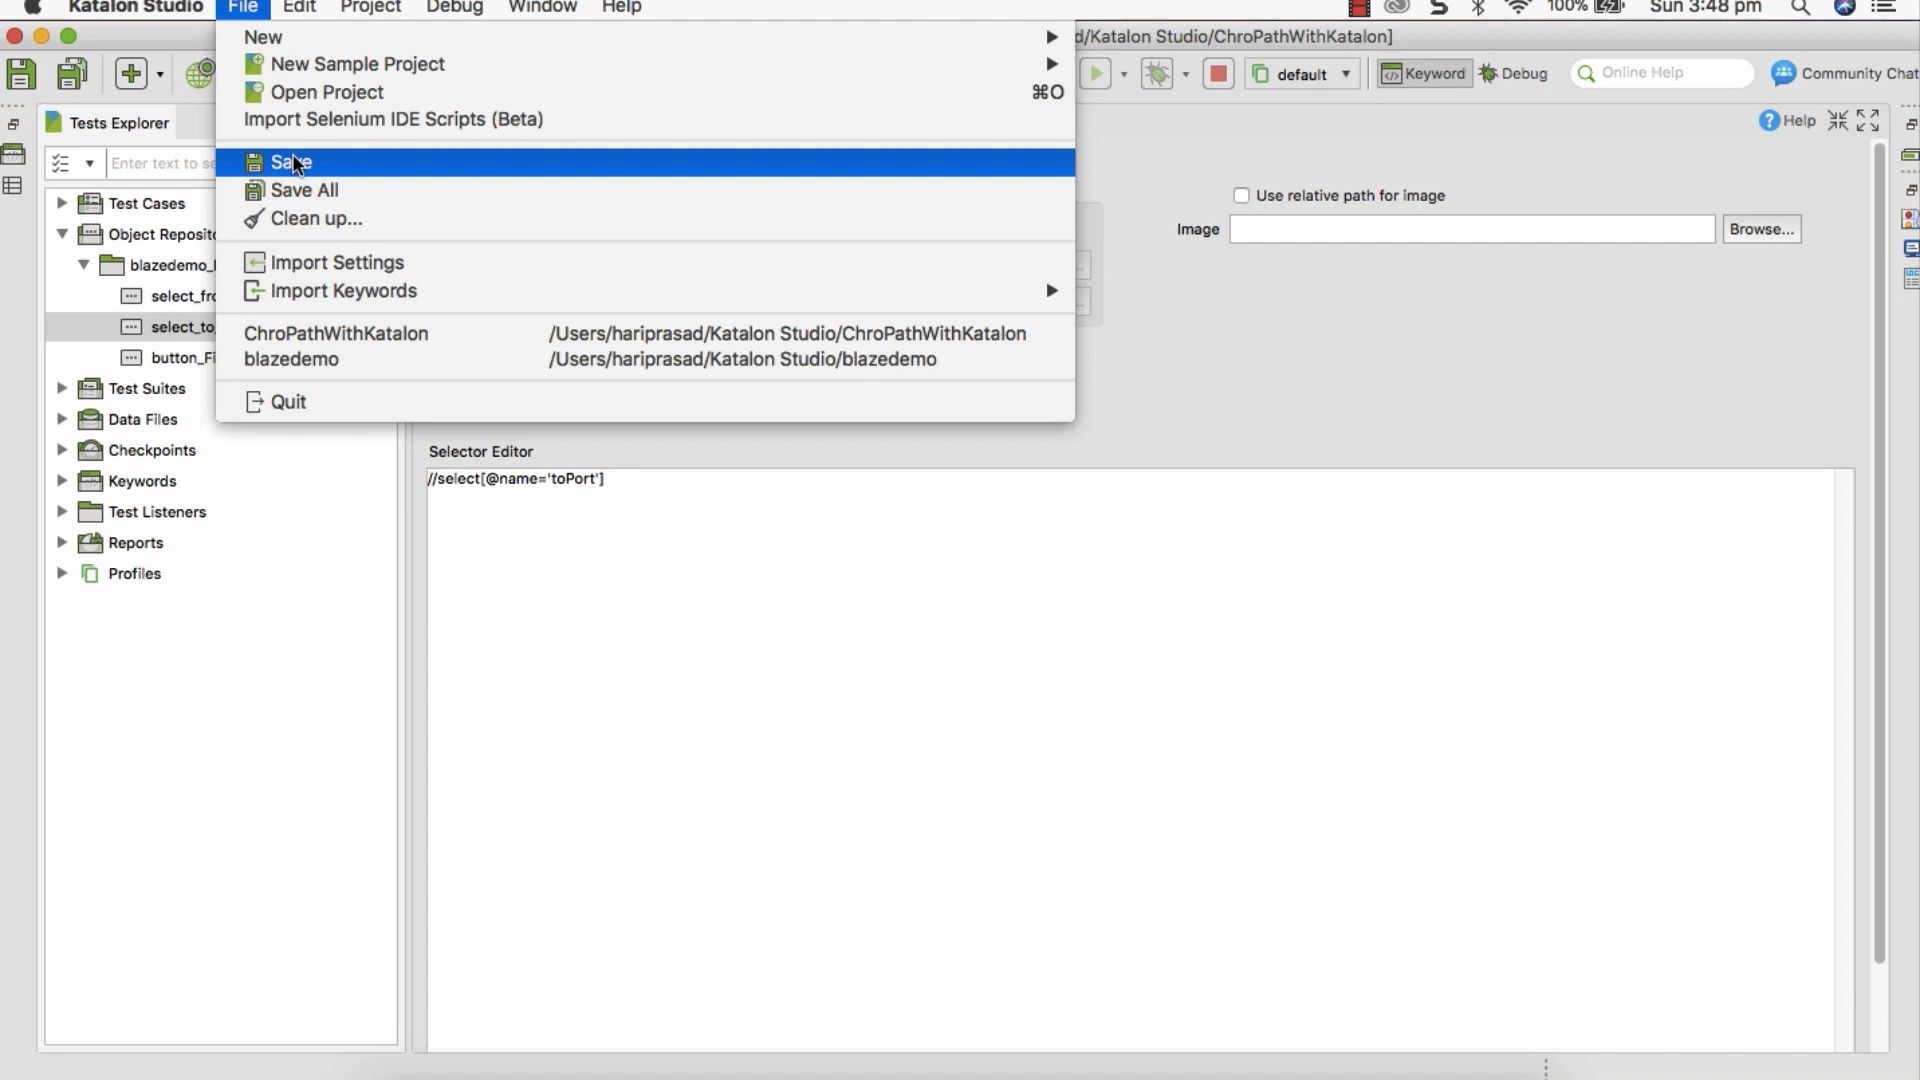 Katalon Studio File Edit Project Debug Window Help 100% Sun 3:48 pm
d/Katalon Studio/ChroPathWithKatalon]
New
New Sample Project
Open Project ⌘O
Import Selenium IDE Scripts (Beta)
Save
Save All
Clean up...
Import Settings
Import Keywords
ChroPathWithKatalon /Users/hariprasad/Katalon Studio/ChroPathWithKatalon
blazedemo /Users/hariprasad/Katalon Studio/blazedemo
Quit
default Keyword Debug Online Help Community Chat
Tests Explorer
Help
Enter text to se
Test Cases
Object Reposito
blazedemo_
select_fro
select_to
button_Fi
Test Suites
Data Files
Checkpoints
Keywords
Test Listeners
Reports
Profiles
Use relative path for image
Image Browse...
Selector Editor
//select[@name='toPort']